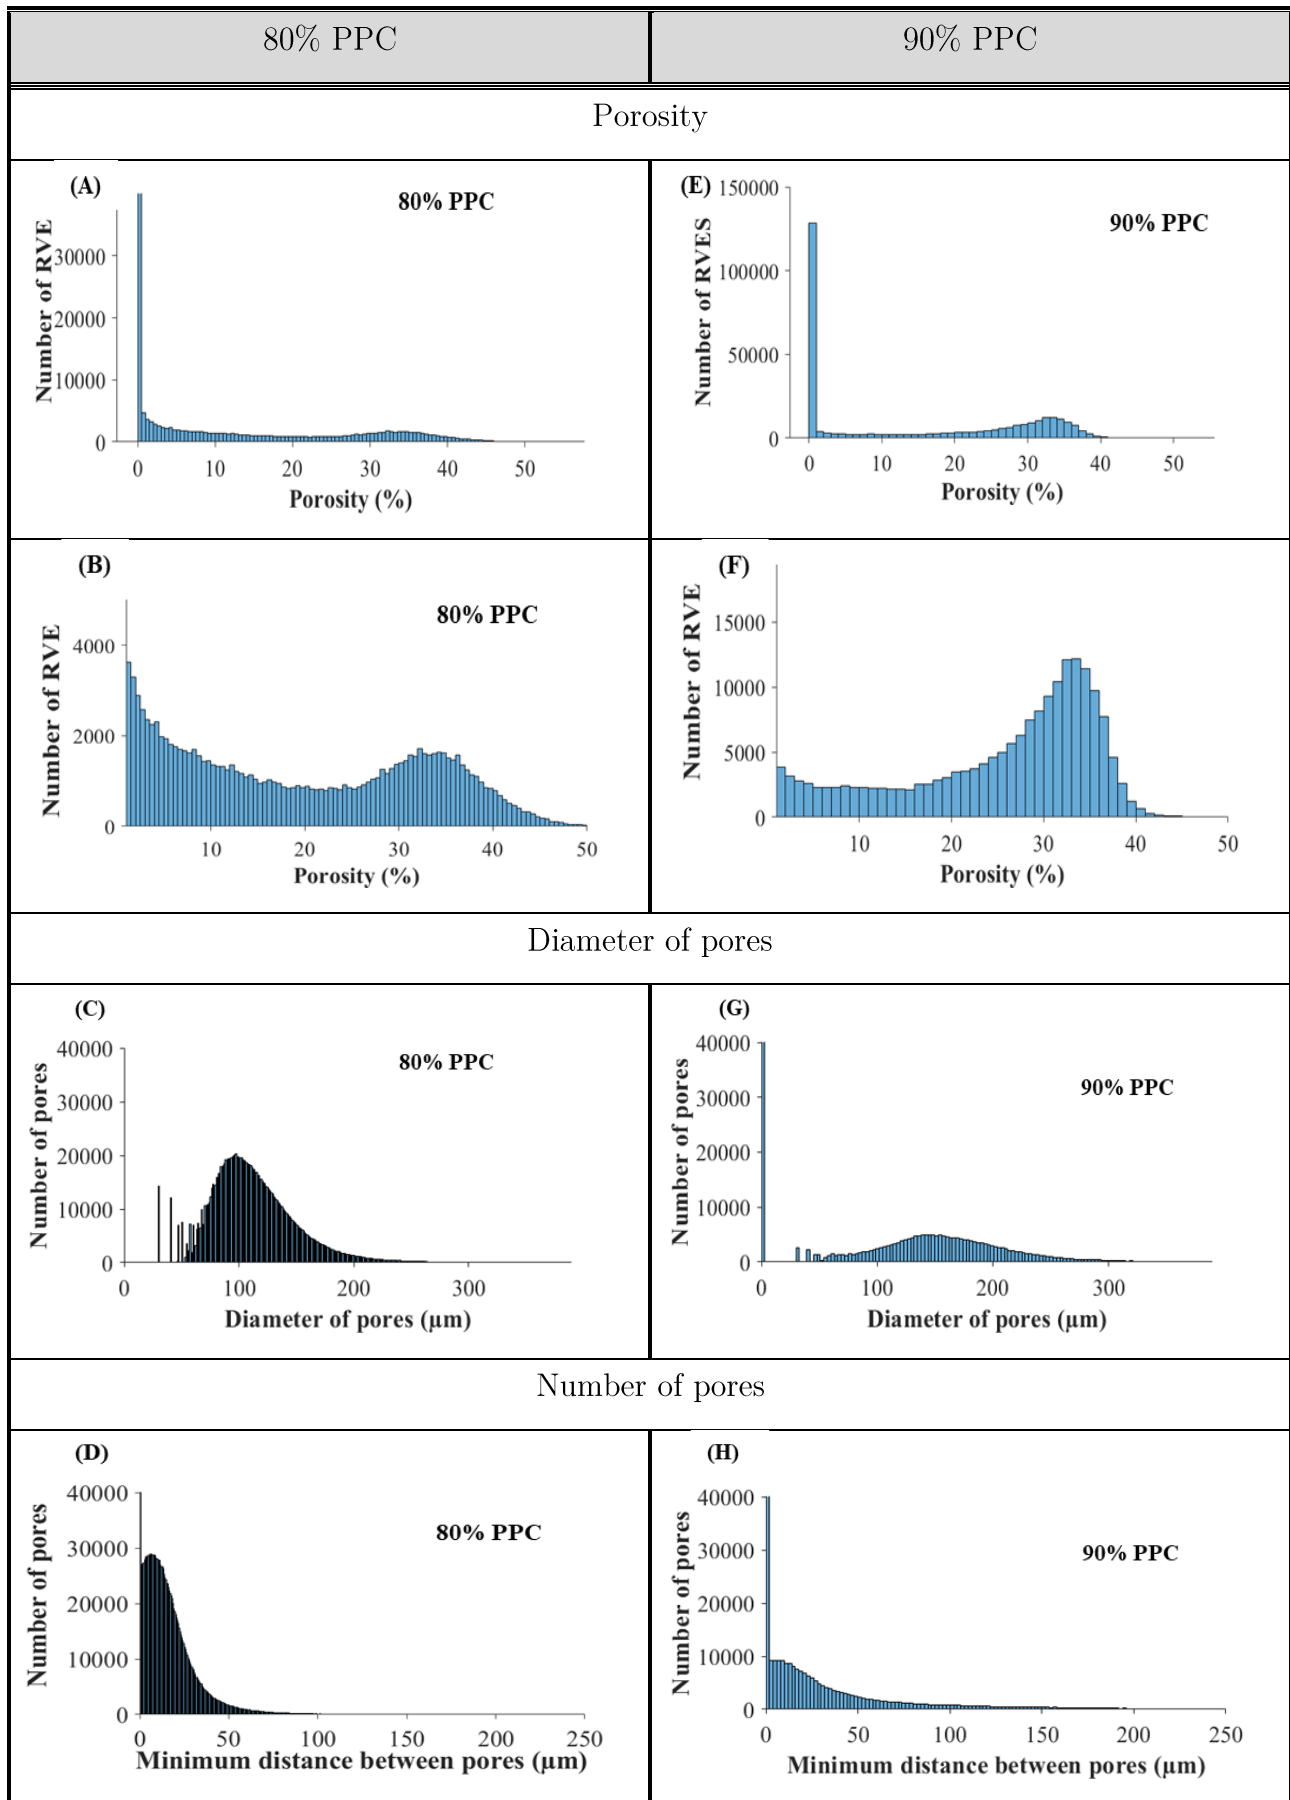 80% PPC
90% PPC
Porosity
(A)
80% PPC
Number of RVE
30000
20000
10000
0
0 10 20 30 40 50
Porosity (%)
(E)
90% PPC
Number of RVES
150000
100000
50000
0
0 10 20 30 40 50
Porosity (%)
(B)
80% PPC
Number of RVE
4000
2000
0
10 20 30 40 50
Porosity (%)
(F)
Number of RVE
15000
10000
5000
0
10 20 30 40 50
Porosity (%)
Diameter of pores
(C)
80% PPC
Number of pores
40000
30000
20000
10000
0
0 100 200 300
Diameter of pores (μm)
(G)
90% PPC
Number of pores
40000
30000
20000
10000
0
0 100 200 300
Diameter of pores (μm)
Number of pores
(D)
80% PPC
Number of pores
40000
30000
20000
10000
0
0 50 100 150 200 250
Minimum distance between pores (μm)
(H)
90% PPC
Number of pores
40000
30000
20000
10000
0
0 50 100 150 200 250
Minimum distance between pores (μm)